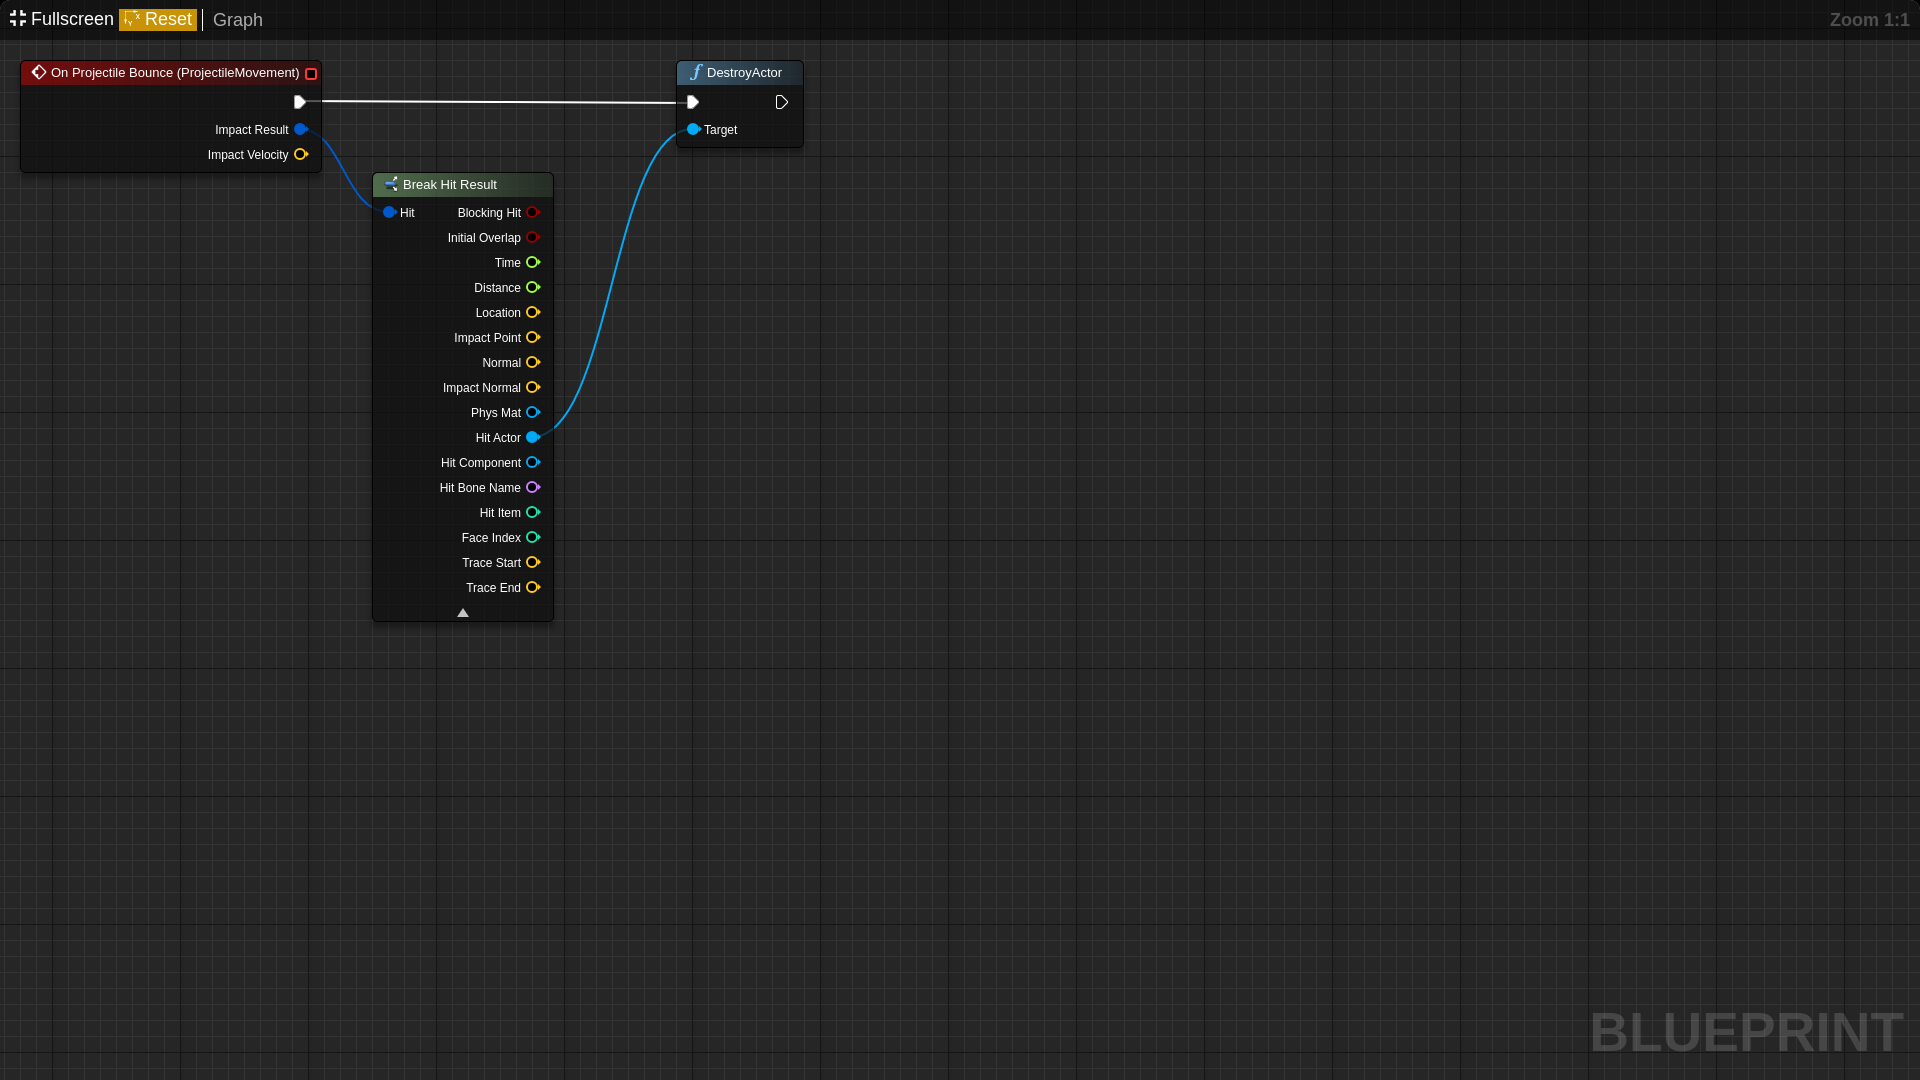 Fullscreen Reset Graph Zoom 1:1
On Projectile Bounce (ProjectileMovement)
Impact Result
Impact Velocity
DestroyActor
Target
Break Hit Result
Hit Blocking Hit
Initial Overlap
Time
Distance
Location
Impact Point
Normal
Impact Normal
Phys Mat
Hit Actor
Hit Component
Hit Bone Name
Hit Item
Face Index
Trace Start
Trace End
BLUEPRINT